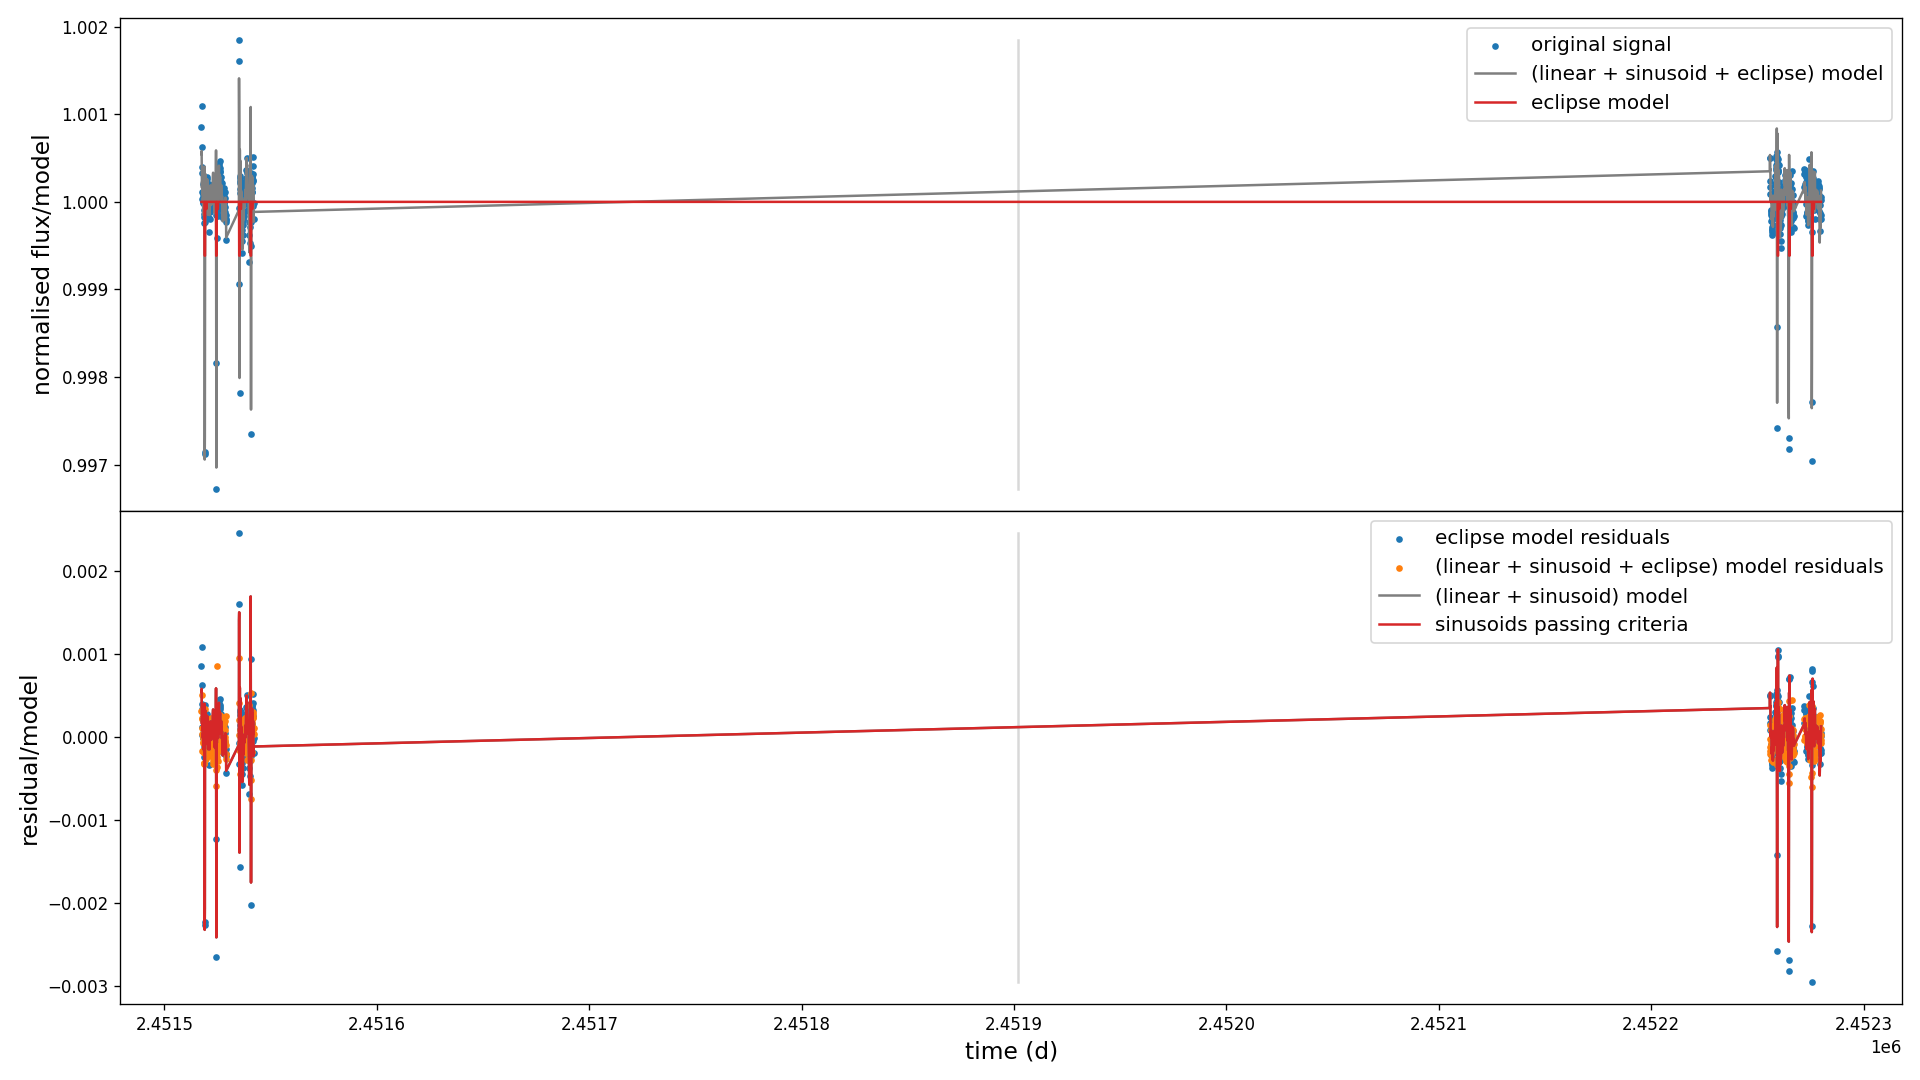 normalised flux/model
1.002
1.001
1.000
0.999
0.998
0.997
original signal
(linear + sinusoid + eclipse) model
eclipse model
residual/model
0.002
0.001
0.000
−0.001
−0.002
−0.003
eclipse model residuals
(linear + sinusoid + eclipse) model residuals
(linear + sinusoid) model
sinusoids passing criteria
2.4515 2.4516 2.4517 2.4518 2.4519 2.4520 2.4521 2.4522 2.4523
1e6
time (d)